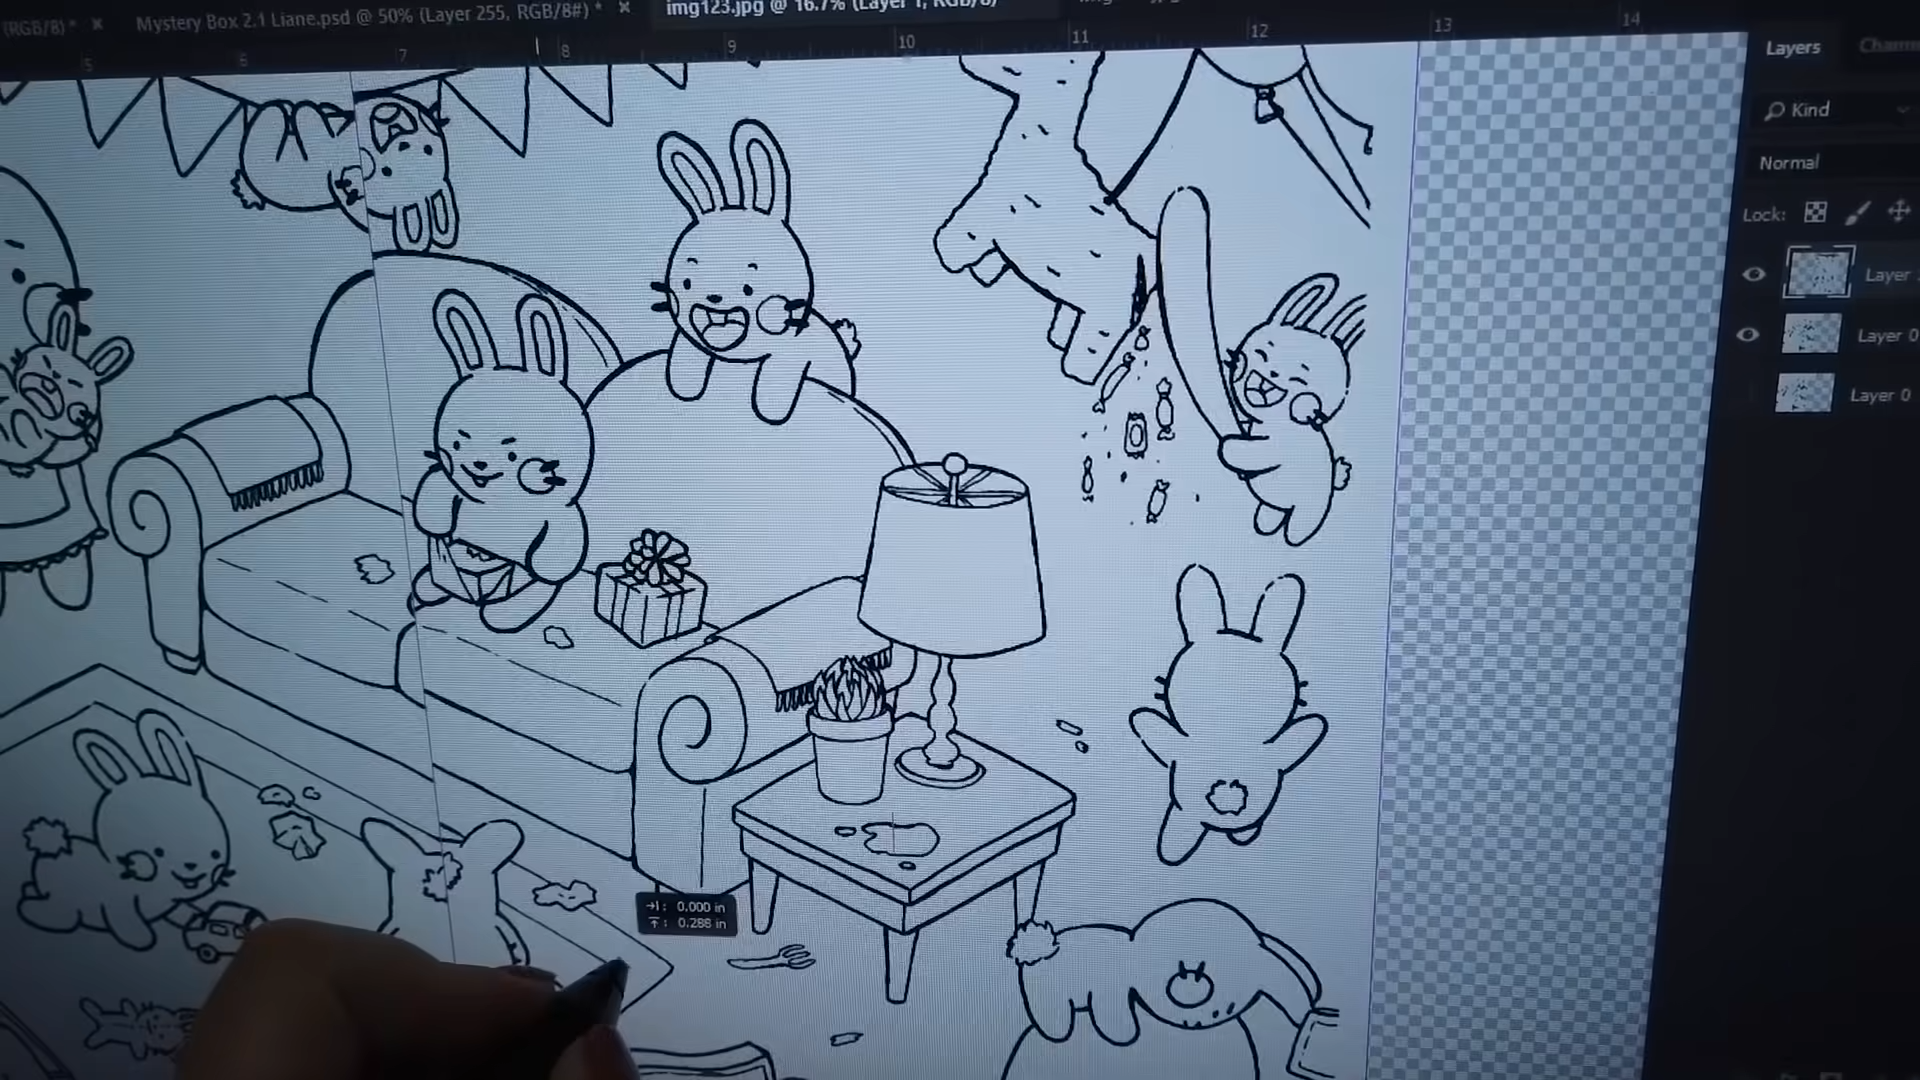 (RGB/8) * ×
Mystery Box 2.1 Liane.psd @ 50% (Layer 255, RGB/8#) * ×
img123.jpg @ 16.7% (Layer 1, RGB/8)
5 6 7 8 9 10 11 12 13 14
Layers
Kind
Normal
Lock:
Layer
Layer 0
Layer 0
0.000 in
0.288 in